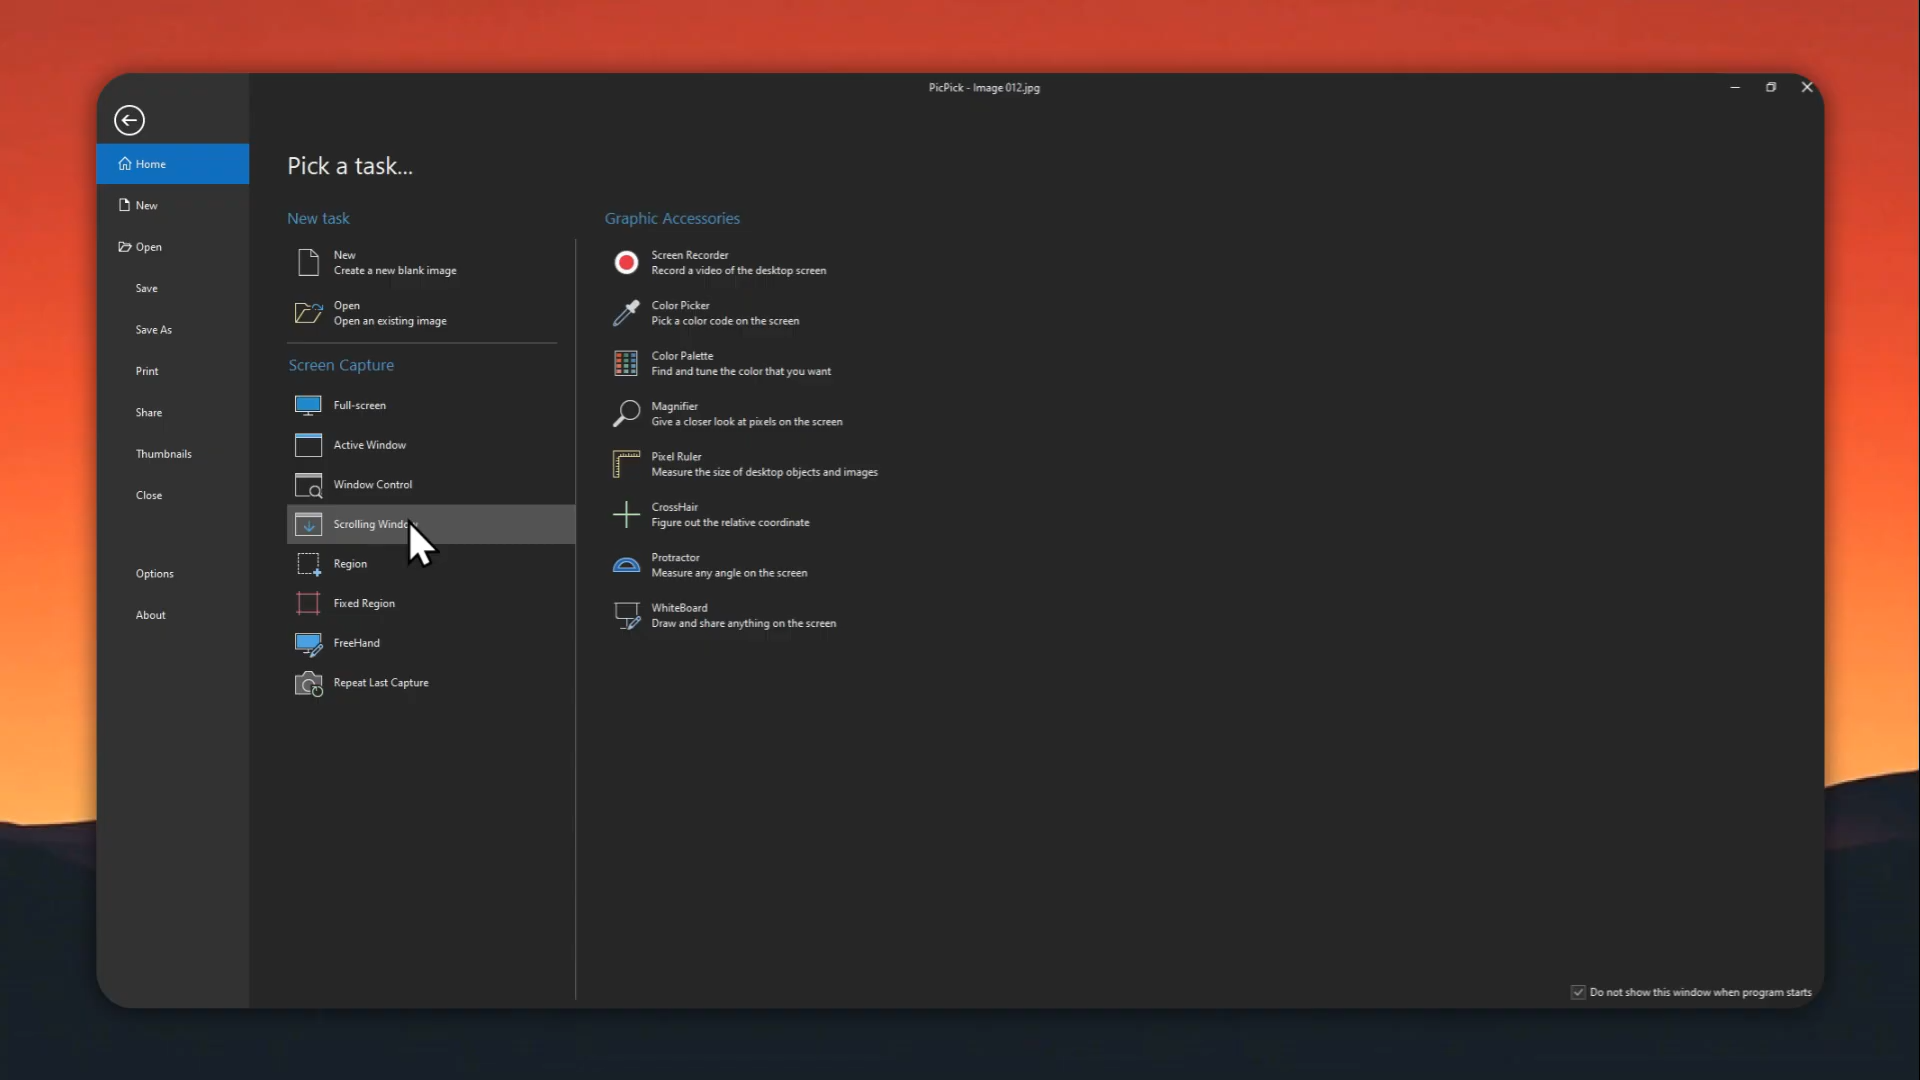 PicPick - Image 012.jpg
Home
New
Open
Save
Save As
Print
Share
Thumbnails
Close
Options
About
Pick a task...
New task
New
Create a new blank image
Open
Open an existing image
Screen Capture
Full-screen
Active Window
Window Control
Scrolling Window
Region
Fixed Region
FreeHand
Repeat Last Capture
Graphic Accessories
Screen Recorder
Record a video of the desktop screen
Color Picker
Pick a color code on the screen
Color Palette
Find and tune the color that you want
Magnifier
Give a closer look at pixels on the screen
Pixel Ruler
Measure the size of desktop objects and images
CrossHair
Figure out the relative coordinate
Protractor
Measure any angle on the screen
WhiteBoard
Draw and share anything on the screen
Do not show this window when program starts